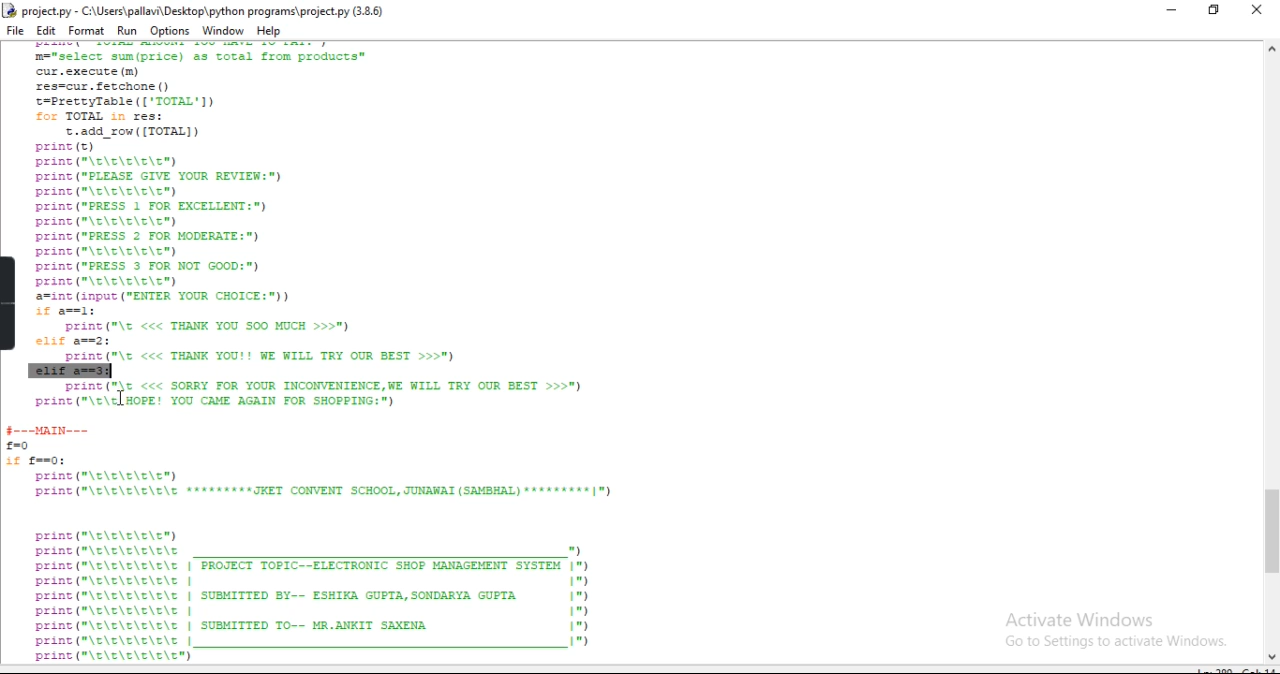 project.py - C:\Users\pallavi\Desktop\python programs\project.py (3.8.6)
File Edit Format Run Options Window Help
print(" TOTAL AMOUNT YOU HAVE TO PAY:")
m="select sum(price) as total from products"
cur.execute(m)
res=cur.fetchone()
t=PrettyTable(['TOTAL'])
for TOTAL in res:
t.add_row([TOTAL])
print(t)
print("\t\t\t\t\t")
print("PLEASE GIVE YOUR REVIEW:")
print("\t\t\t\t\t")
print("PRESS 1 FOR EXCELLENT:")
print("\t\t\t\t\t")
print("PRESS 2 FOR MODERATE:")
print("\t\t\t\t\t")
print("PRESS 3 FOR NOT GOOD:")
print("\t\t\t\t\t")
a=int(input("ENTER YOUR CHOICE:"))
if a==1:
print("\t <<< THANK YOU SOO MUCH >>>")
elif a==2:
print("\t <<< THANK YOU!! WE WILL TRY OUR BEST >>>")
elif a==3:
print("\t <<< SORRY FOR YOUR INCONVENIENCE,WE WILL TRY OUR BEST >>>")
print("\t\t HOPE! YOU CAME AGAIN FOR SHOPPING:")
#---MAIN---
f=0
if f==0:
print("\t\t\t\t\t")
print("\t\t\t\t\t\t *********JKET CONVENT SCHOOL,JUNAWAI(SAMBHAL)*********|")
print("\t\t\t\t\t")
print("\t\t\t\t\t\t __________________________________________________")
print("\t\t\t\t\t\t | PROJECT TOPIC--ELECTRONIC SHOP MANAGEMENT SYSTEM |")
print("\t\t\t\t\t\t | |")
print("\t\t\t\t\t\t | SUBMITTED BY-- ESHIKA GUPTA,SONDARYA GUPTA |")
print("\t\t\t\t\t\t | |")
print("\t\t\t\t\t\t | SUBMITTED TO-- MR.ANKIT SAXENA |")
print("\t\t\t\t\t\t |__________________________________________________|")
print("\t\t\t\t\t\t")
Activate Windows
Go to Settings to activate Windows.